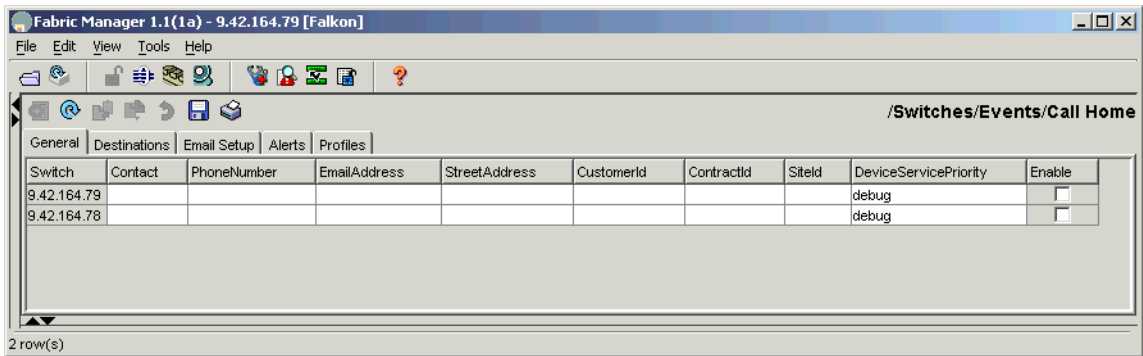 Fabric Manager 1.1(1a) - 9.42.164.79 [Falkon]
File Edit View Tools Help
/Switches/Events/Call Home
General Destinations Email Setup Alerts Profiles
Switch Contact PhoneNumber EmailAddress StreetAddress CustomerId ContractId SiteId DeviceServicePriority Enable
9.42.164.79 debug
9.42.164.78 debug
2 row(s)